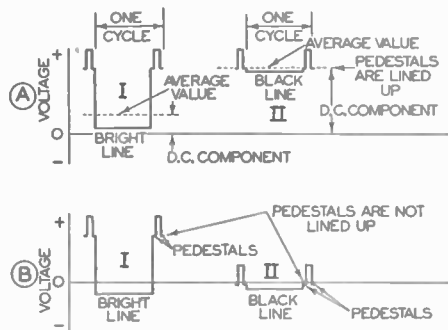 ONE
CYCLE
ONE
CYCLE
AVERAGE VALUE
PEDESTALS
ARE LINED
UP
BLACK
LINE
I
AVERAGE
VALUE
II
D.C.
COMPONENT
A
VOLTAGE
+
0
−
BRIGHT
LINE
D.C. COMPONENT
PEDESTALS ARE NOT
LINED UP
B
VOLTAGE
+
0
−
I
PEDESTALS
II
BRIGHT
LINE
BLACK
LINE
PEDESTALS